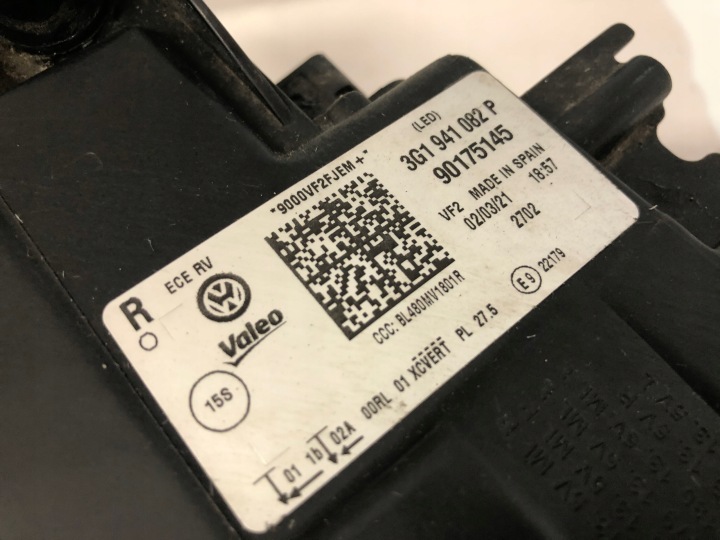 (LED)
3G1 941 082 P
90175145
VF2 MADE IN SPAIN
02/03/21 18:57
2702
*9000VF2FJEM+*
R
ECE RV
VW
Valeo
15S
CCC: BL480MV1801R
E9 22179
01 1b 02A 00RL 01 XCVERT PL 27.5